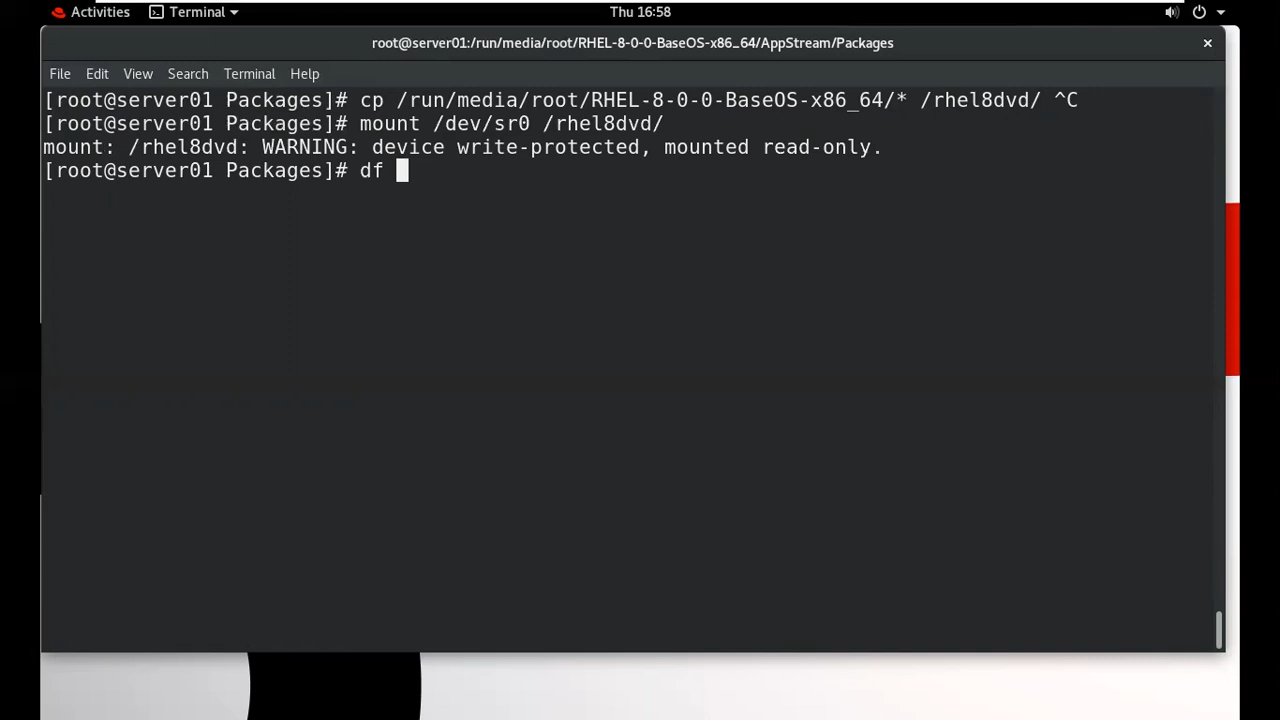 Activities Terminal Thu 16:58
root@server01:/run/media/root/RHEL-8-0-0-BaseOS-x86_64/AppStream/Packages ×
File Edit View Search Terminal Help
[root@server01 Packages]# cp /run/media/root/RHEL-8-0-0-BaseOS-x86_64/* /rhel8dvd/ ^C
[root@server01 Packages]# mount /dev/sr0 /rhel8dvd/
mount: /rhel8dvd: WARNING: device write-protected, mounted read-only.
[root@server01 Packages]# df